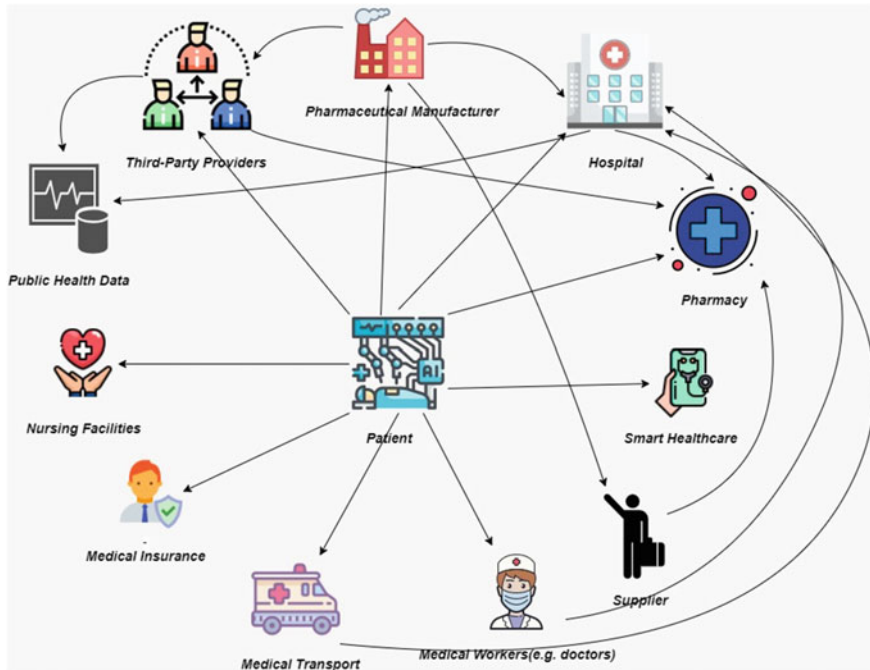 Pharmaceutical Manufacturer
Third-Party Providers
Hospital
Public Health Data
Pharmacy
AI
Nursing Facilities
Patient
Smart Healthcare
Medical Insurance
Supplier
Medical Transport
Medical Workers(e.g. doctors)